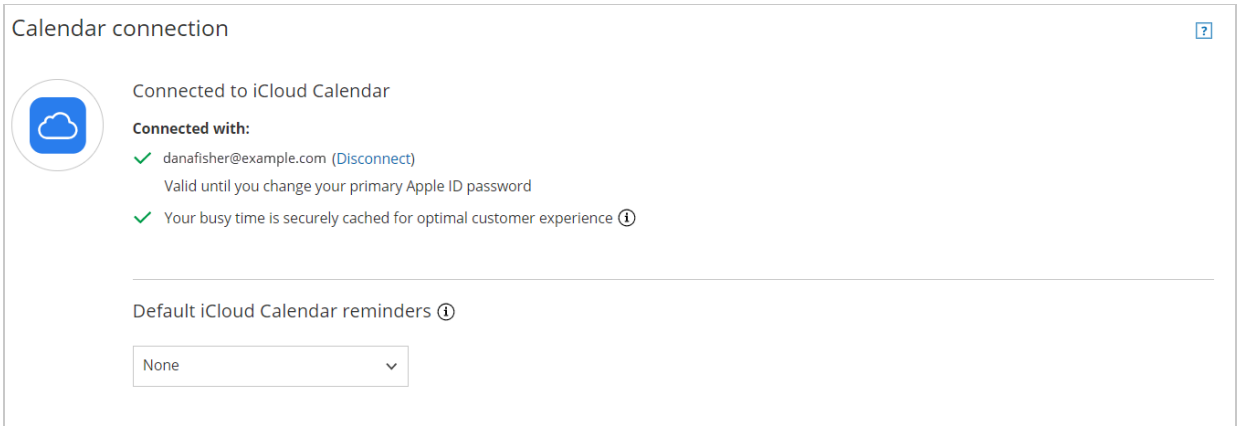 Calendar connection
?
Connected to iCloud Calendar
Connected with:
danafisher@example.com (Disconnect)
Valid until you change your primary Apple ID password
Your busy time is securely cached for optimal customer experience i
Default iCloud Calendar reminders i
None